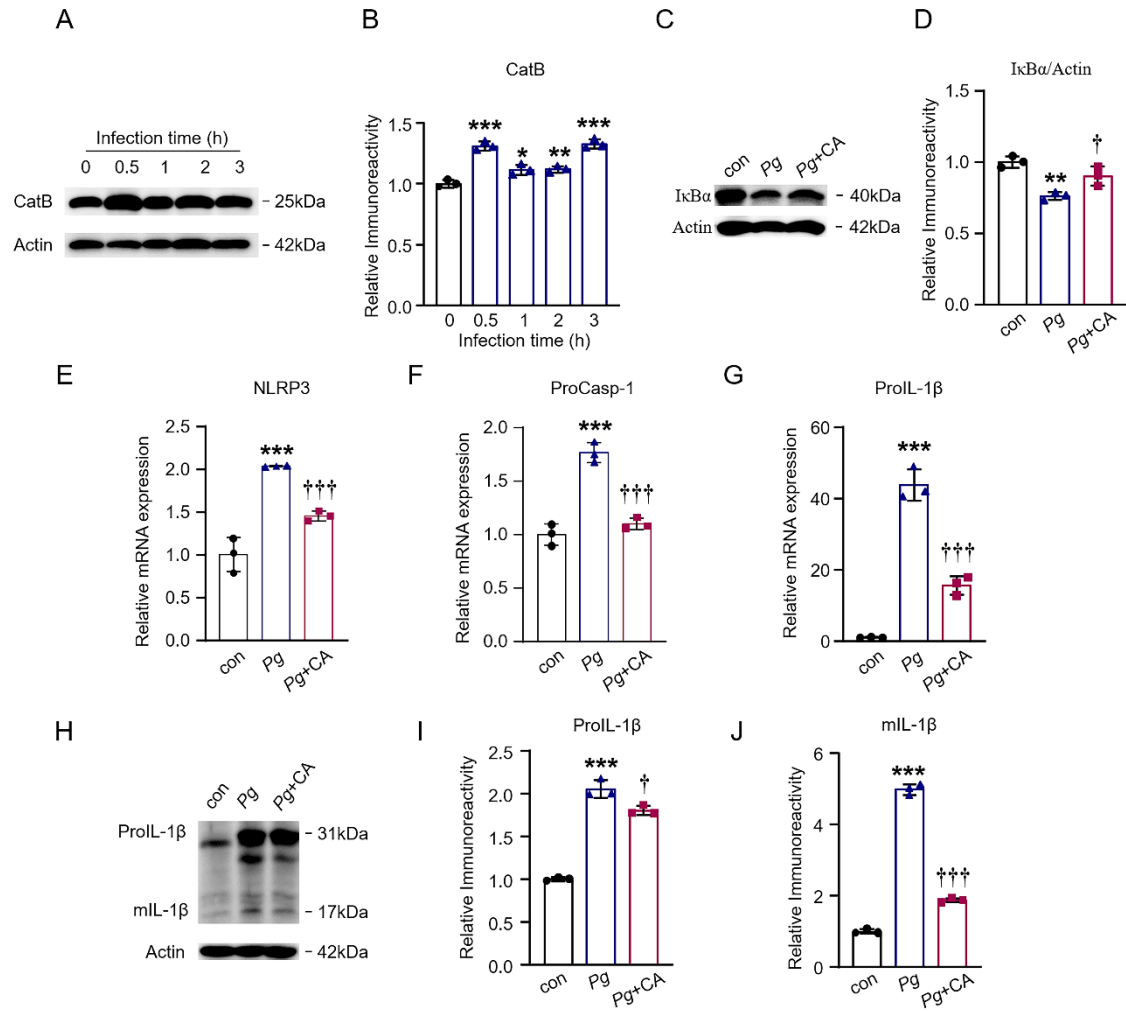 A
Infection time (h)
0 0.5 1 2 3
CatB - 25kDa
Actin - 42kDa
B
CatB
Relative Immunoreactivity
1.5
1.0
0.5
0.0
*** * ** ***
0 0.5 1 2 3
Infection time (h)
C
con Pg Pg+CA
IκBα - 40kDa
Actin - 42kDa
D
IκBα/Actin
Relative Immunoreactivity
1.5
1.0
0.5
0.0
** †
con Pg Pg+CA
E
NLRP3
Relative mRNA expression
2.5
2.0
1.5
1.0
0.5
0.0
*** †††
con Pg Pg+CA
F
ProCasp-1
Relative mRNA expression
2.0
1.5
1.0
0.5
0.0
*** †††
con Pg Pg+CA
G
ProIL-1β
Relative mRNA expression
60
40
20
0
*** †††
con Pg Pg+CA
H
con Pg Pg+CA
ProIL-1β - 31kDa
mIL-1β - 17kDa
Actin - 42kDa
I
ProIL-1β
Relative Immunoreactivity
2.5
2.0
1.5
1.0
0.5
0.0
*** †
con Pg Pg+CA
J
mIL-1β
Relative Immunoreactivity
6
4
2
0
*** †††
con Pg Pg+CA